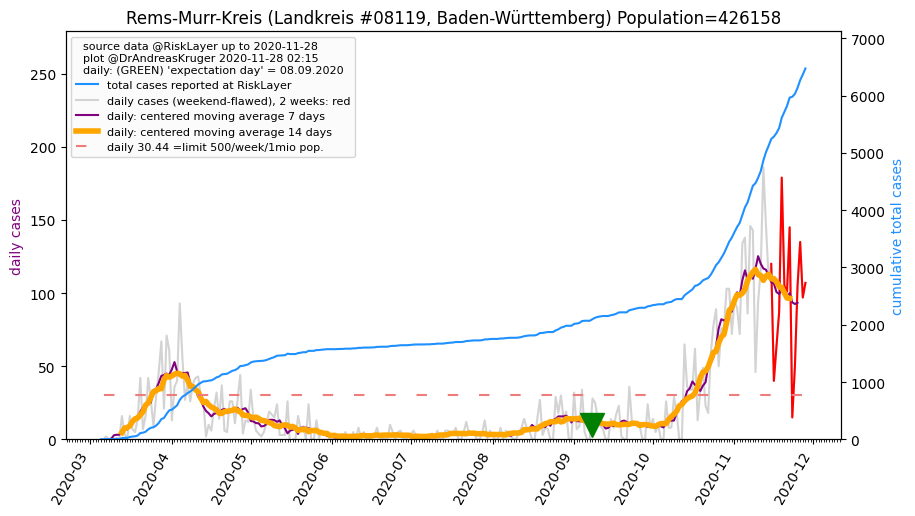 Rems-Murr-Kreis (Landkreis #08119, Baden-Württemberg) Population=426158
source data @RiskLayer up to 2020-11-28
plot @DrAndreasKruger 2020-11-28 02:15
daily: (GREEN) 'expectation day' = 08.09.2020
total cases reported at RiskLayer
daily cases (weekend-flawed), 2 weeks: red
daily: centered moving average 7 days
daily: centered moving average 14 days
daily 30.44 =limit 500/week/1mio pop.
daily cases
250
200
150
100
50
0
7000
6000
5000
4000
3000
2000
1000
0
cumulative total cases
2020-03
2020-04
2020-05
2020-06
2020-07
2020-08
2020-09
2020-10
2020-11
2020-12